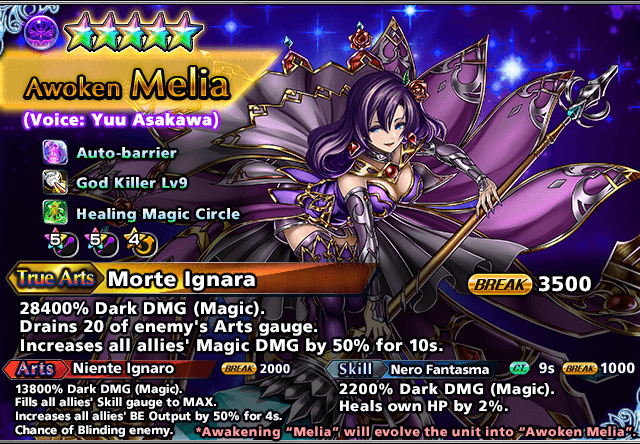 Awoken Melia
(Voice: Yuu Asakawa)
Auto-barrier
God Killer Lv9
Healing Magic Circle
5 5 4
True Arts Morte Ignara BREAK 3500
28400% Dark DMG (Magic).
Drains 20 of enemy's Arts gauge.
Increases all allies' Magic DMG by 50% for 10s.
Arts Niente Ignaro BREAK 2000
13800% Dark DMG (Magic).
Fills all allies' Skill gauge to MAX.
Increases all allies' BE Output by 50% for 4s.
Chance of Blinding enemy.
Skill Nero Fantasma CT 9s BREAK 1000
2200% Dark DMG (Magic).
Heals own HP by 2%.
*Awakening “Melia” will evolve the unit into “Awoken Melia”.